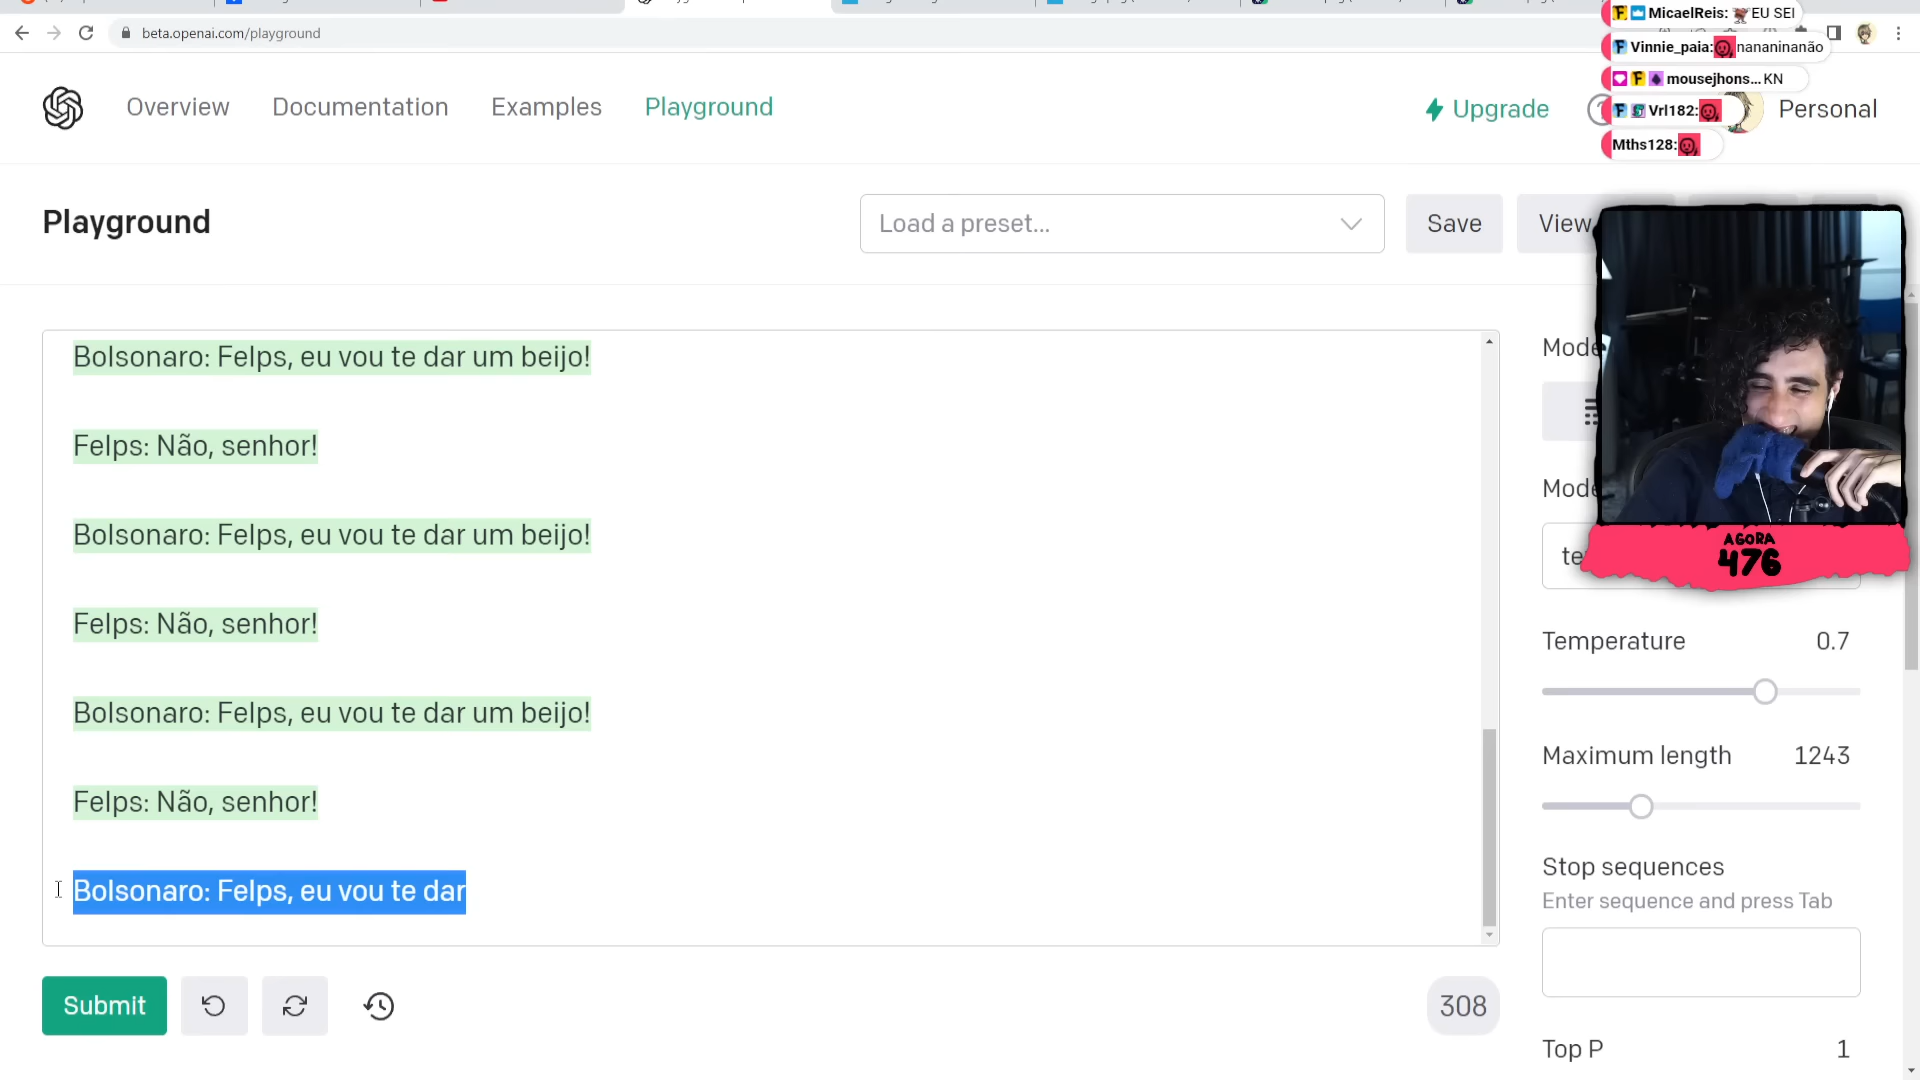 beta.openai.com/playground
MicaelReis: EU SEI
Vinnie_paia: nananinanão
mousejhons... KN
Vrl182:
Mths128:
Overview
Documentation
Examples
Playground
Upgrade
Personal
Playground
Load a preset...
Save
View
Bolsonaro: Felps, eu vou te dar um beijo!
Felps: Não, senhor!
Bolsonaro: Felps, eu vou te dar um beijo!
Felps: Não, senhor!
Bolsonaro: Felps, eu vou te dar um beijo!
Felps: Não, senhor!
Bolsonaro: Felps, eu vou te dar
Mode
Mode
te
AGORA
476
Temperature 0.7
Maximum length 1243
Stop sequences
Enter sequence and press Tab
Submit
308
Top P 1